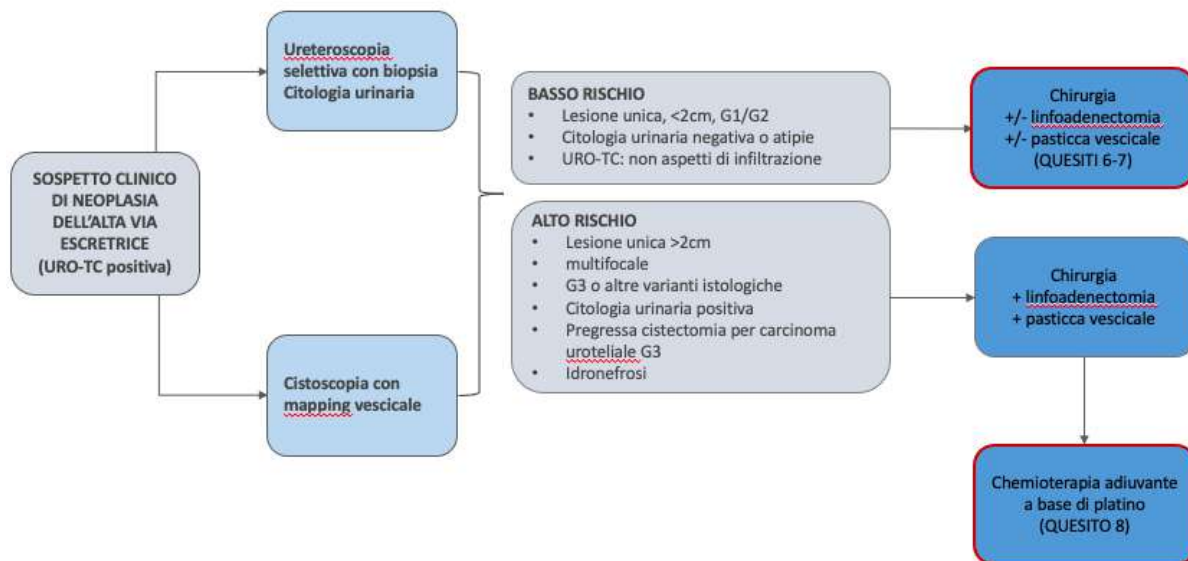 SOSPETTO CLINICO
DI NEOPLASIA
DELL'ALTA VIA
ESCRETRICE
(URO-TC positiva)
Ureteroscopia
selettiva con biopsia
Citologia urinaria
Cistoscopia con
mapping vescicale
BASSO RISCHIO
• Lesione unica, <2cm, G1/G2
• Citologia urinaria negativa o atipie
• URO-TC: non aspetti di infiltrazione
ALTO RISCHIO
• Lesione unica >2cm
• multifocale
• G3 o altre varianti istologiche
• Citologia urinaria positiva
• Pregressa cistectomia per carcinoma
uroteliale G3
• Idronefrosi
Chirurgia
+/- linfoadenectomia
+/- pasticca vescicale
(QUESITI 6-7)
Chirurgia
+ linfoadenectomia
+ pasticca vescicale
Chemioterapia adiuvante
a base di platino
(QUESITO 8)